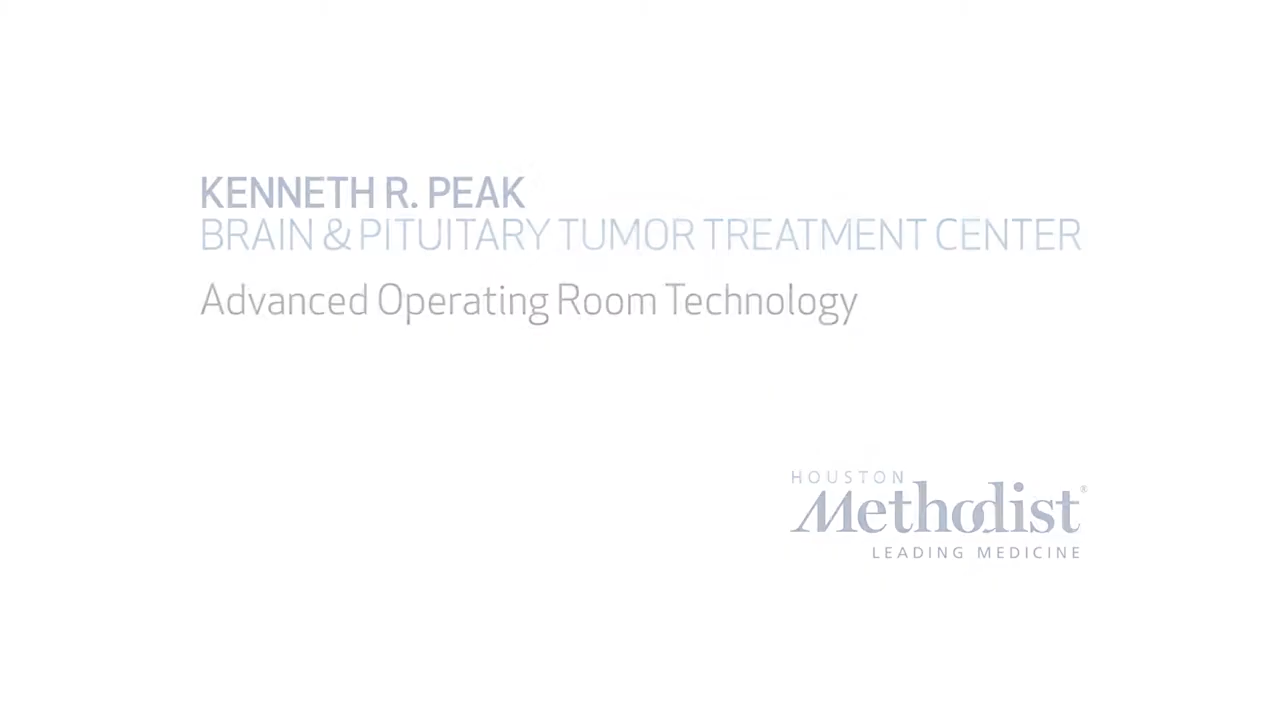 KENNETH R. PEAK
BRAIN & PITUITARY TUMOR TREATMENT CENTER
Advanced Operating Room Technology
HOUSTON
Methodist®
LEADING MEDICINE